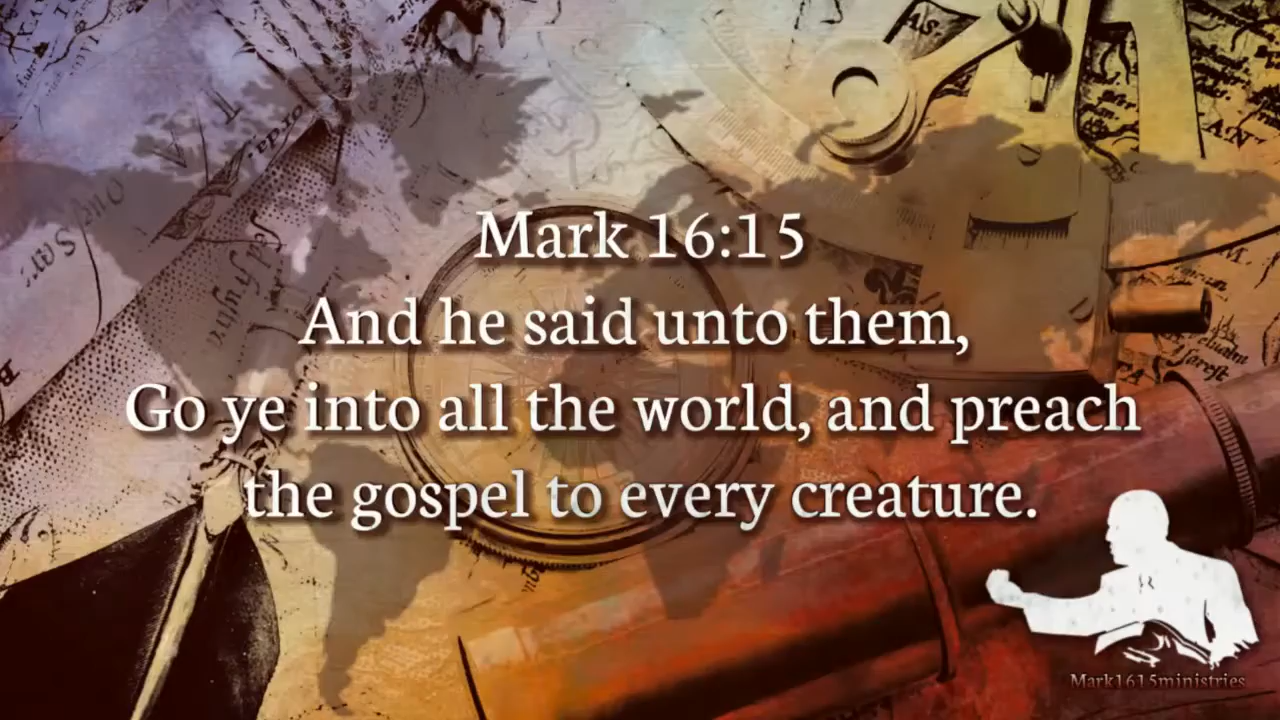 Mark 16:15
And he said unto them,
Go ye into all the world, and preach
the gospel to every creature.
Mark1615ministries